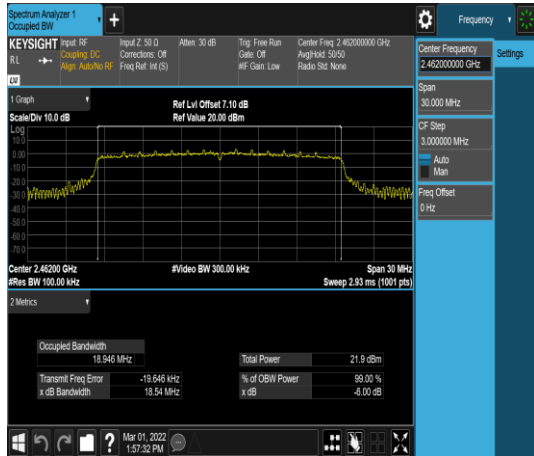 Spectrum Analyzer 1
Occupied BW
Frequency
KEYSIGHT
RL
Input: RF
Coupling: DC
Align: Auto/No RF
Input Z: 50 Ω
Corrections: Off
Freq Ref: Int (S)
Atten: 30 dB
Trig: Free Run
Gate: Off
#IF Gain: Low
Center Freq: 2.462000000 GHz
Avg|Hold: 50/50
Radio Std: None
LXI
Center Frequency
2.462000000 GHz
Settings
Span
30.000 MHz
CF Step
3.000000 MHz
Auto
Man
Freq Offset
0 Hz
1 Graph
Scale/Div 10.0 dB
Ref Lvl Offset 7.10 dB
Ref Value 20.00 dBm
Log
10.0
0.00
-10.0
-20.0
-30.0
-40.0
-50.0
-60.0
-70.0
Center 2.46200 GHz
#Res BW 100.00 kHz
#Video BW 300.00 kHz
Span 30 MHz
Sweep 2.93 ms (1001 pts)
2 Metrics
Occupied Bandwidth
18.946 MHz
Total Power 21.9 dBm
Transmit Freq Error -19.646 kHz
% of OBW Power 99.00 %
x dB Bandwidth 18.54 MHz
x dB -6.00 dB
Mar 01, 2022
1:57:32 PM